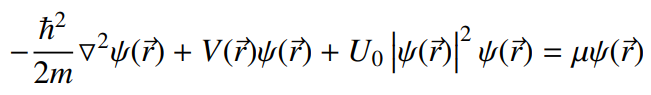 $$-\frac{\hbar^2}{2m}\nabla^2\psi(\vec{r}) + V(\vec{r})\psi(\vec{r}) + U_0\left|\psi(\vec{r})\right|^2\psi(\vec{r}) = \mu\psi(\vec{r})$$